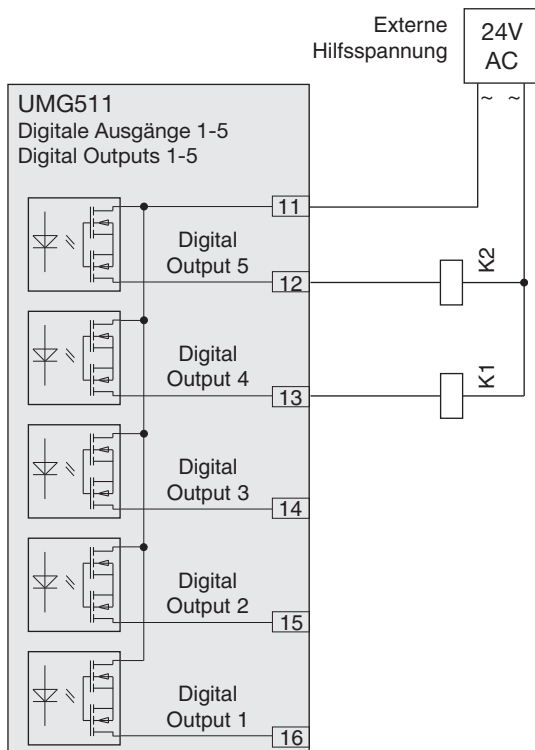 Externe
Hilfsspannung
24V
AC
~ ~
UMG511
Digitale Ausgänge 1-5
Digital Outputs 1-5
11
Digital
Output 5
12
K2
Digital
Output 4
13
K1
Digital
Output 3
14
Digital
Output 2
15
Digital
Output 1
16